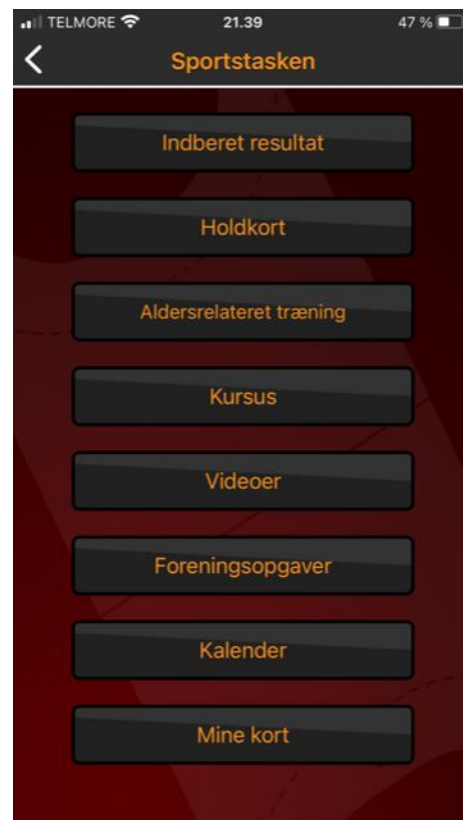 TELMORE 21.39 47 %
Sportstasken
Indberet resultat
Holdkort
Aldersrelateret træning
Kursus
Videoer
Foreningsopgaver
Kalender
Mine kort